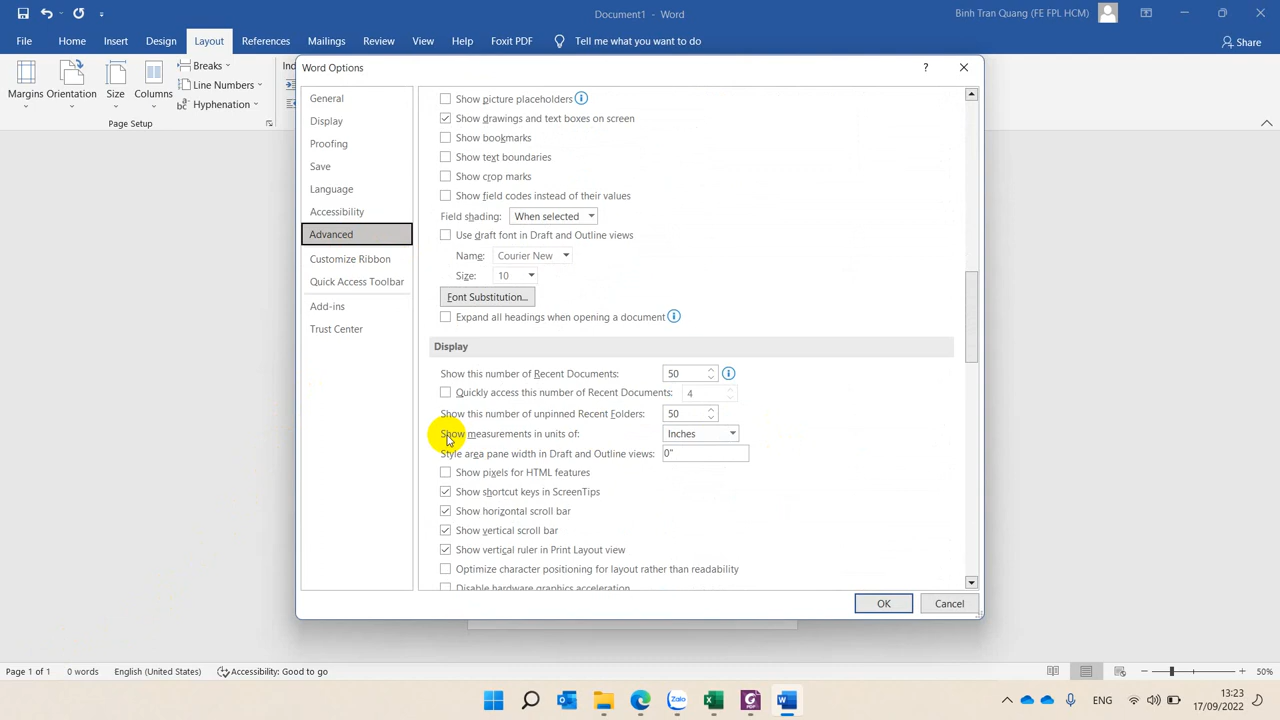 Document1 - Word
Binh Tran Quang (FE FPL HCM)
File Home Insert Design Layout References Mailings Review View Help Foxit PDF Tell me what you want to do Share
Margins Orientation Size Columns
Breaks
Line Numbers
Hyphenation
Page Setup
Word Options
General
Display
Proofing
Save
Language
Accessibility
Advanced
Customize Ribbon
Quick Access Toolbar
Add-ins
Trust Center
Show picture placeholders
Show drawings and text boxes on screen
Show bookmarks
Show text boundaries
Show crop marks
Show field codes instead of their values
Field shading: When selected
Use draft font in Draft and Outline views
Name: Courier New
Size: 10
Font Substitution...
Expand all headings when opening a document
Display
Show this number of Recent Documents: 50
Quickly access this number of Recent Documents: 4
Show this number of unpinned Recent Folders: 50
Show measurements in units of: Inches
Style area pane width in Draft and Outline views: 0"
Show pixels for HTML features
Show shortcut keys in ScreenTips
Show horizontal scroll bar
Show vertical scroll bar
Show vertical ruler in Print Layout view
Optimize character positioning for layout rather than readability
Disable hardware graphics acceleration
OK Cancel
Page 1 of 1 0 words English (United States) Accessibility: Good to go 50%
Zalo
PDF
ENG
13:23
17/09/2022